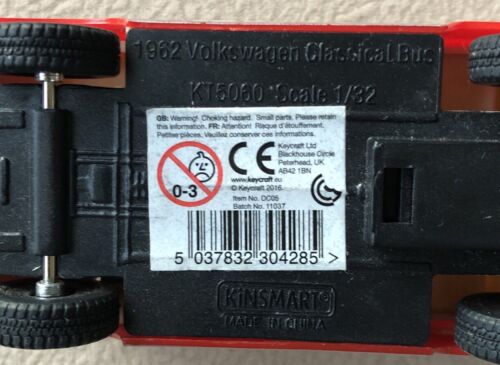 1962 Volkswagen Classical Bus
KT5060 Scale 1/32
GB: Warning! Choking hazard. Small parts. Please retain
this information. FR: Attention! Risque d'étouffement,
Petites pièces. Veuillez conserver ces informations.
0-3
CE
Keycraft Ltd
Blackhouse Circle
Peterhead, UK
AB42 1BN
www.keycraft.eu
© Keycraft 2016
Item No. DC05
Batch No. 11037
5 037832 304285 >
KiNSMART®
MADE IN CHINA